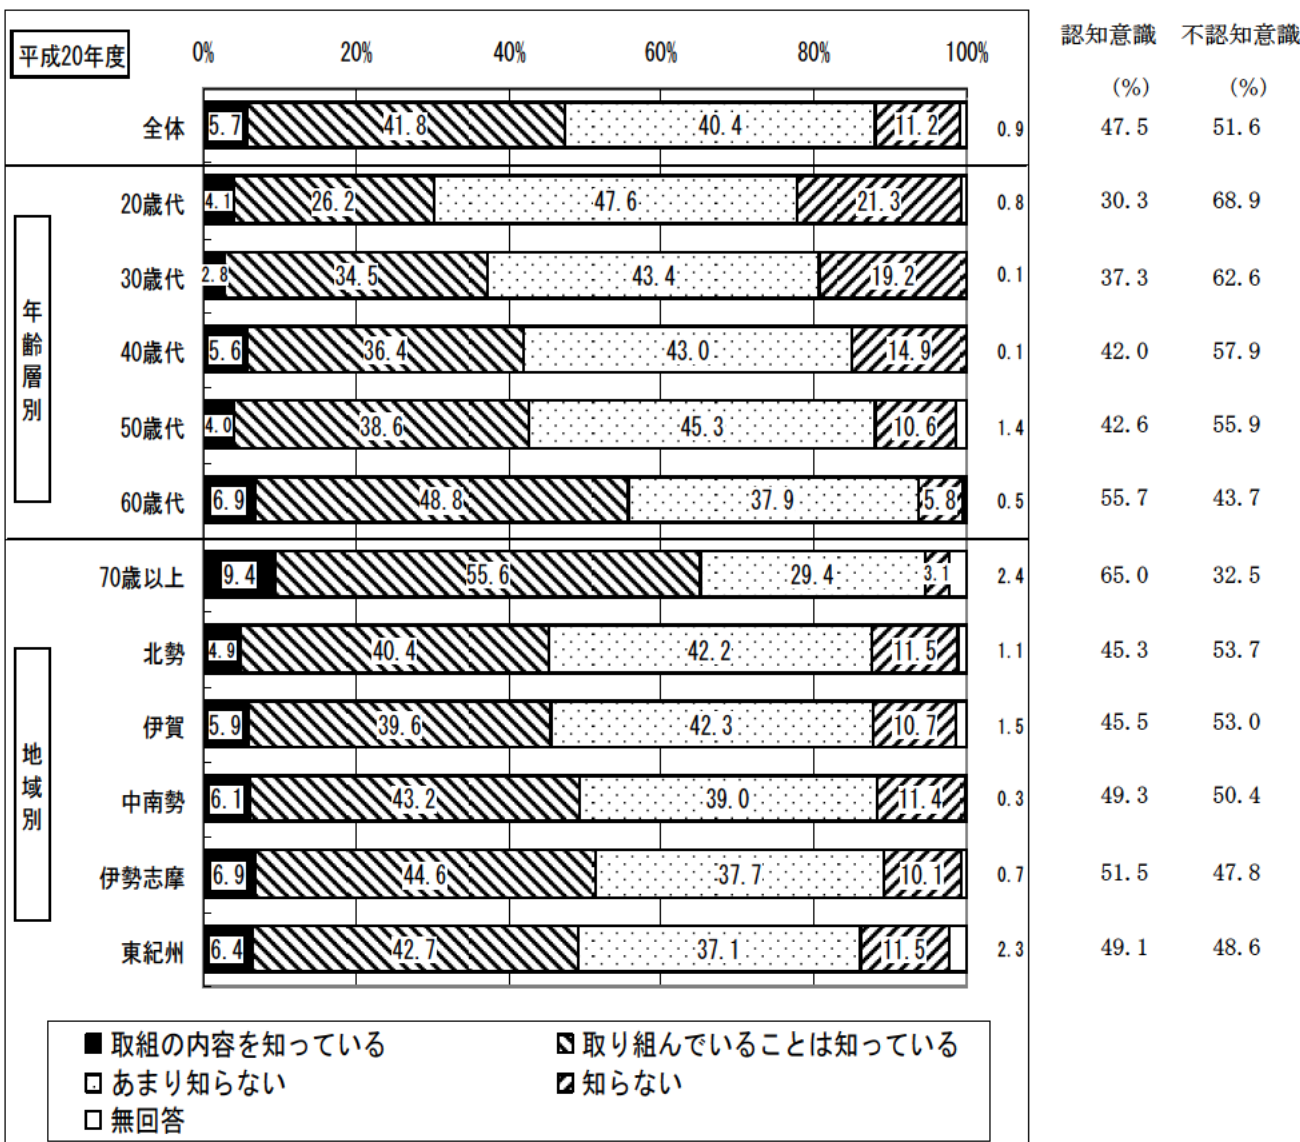 平成20年度
0% 20% 40% 60% 80% 100%
認知意識 不認知意識
(%) (%)
全体 5.7 41.8 40.4 11.2 0.9 47.5 51.6
年齢層別
20歳代 4.1 26.2 47.6 21.3 0.8 30.3 68.9
30歳代 2.8 34.5 43.4 19.2 0.1 37.3 62.6
40歳代 5.6 36.4 43.0 14.9 0.1 42.0 57.9
50歳代 4.0 38.6 45.3 10.6 1.4 42.6 55.9
60歳代 6.9 48.8 37.9 5.8 0.5 55.7 43.7
70歳以上 9.4 55.6 29.4 3.1 2.4 65.0 32.5
地域別
北勢 4.9 40.4 42.2 11.5 1.1 45.3 53.7
伊賀 5.9 39.6 42.3 10.7 1.5 45.5 53.0
中南勢 6.1 43.2 39.0 11.4 0.3 49.3 50.4
伊勢志摩 6.9 44.6 37.7 10.1 0.7 51.5 47.8
東紀州 6.4 42.7 37.1 11.5 2.3 49.1 48.6
取組の内容を知っている 取り組んでいることは知っている
あまり知らない 知らない
無回答